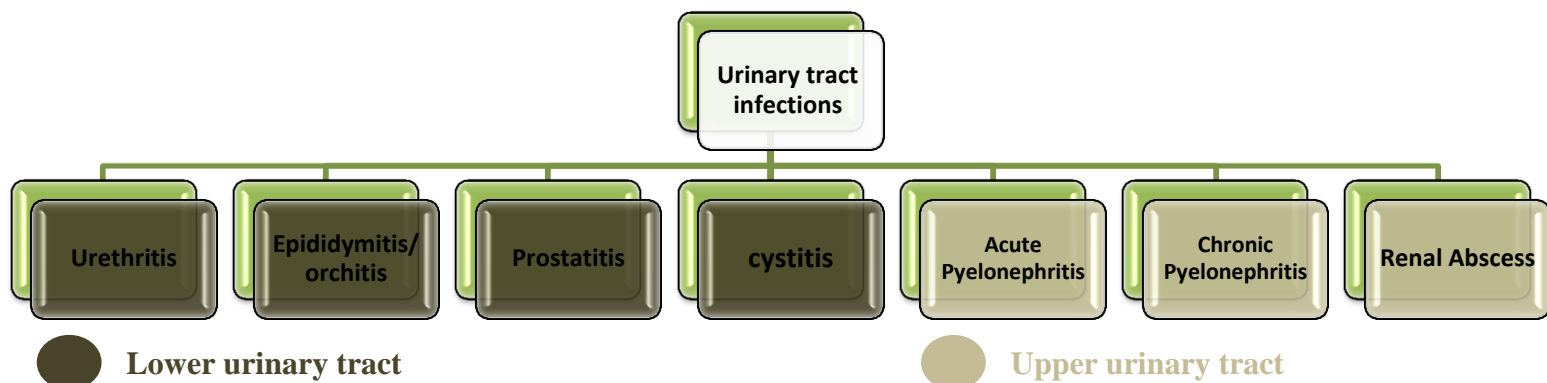 Urinary tract
infections
Urethritis
Epididymitis/
orchitis
Prostatitis
cystitis
Acute
Pyelonephritis
Chronic
Pyelonephritis
Renal Abscess
Lower urinary tract
Upper urinary tract